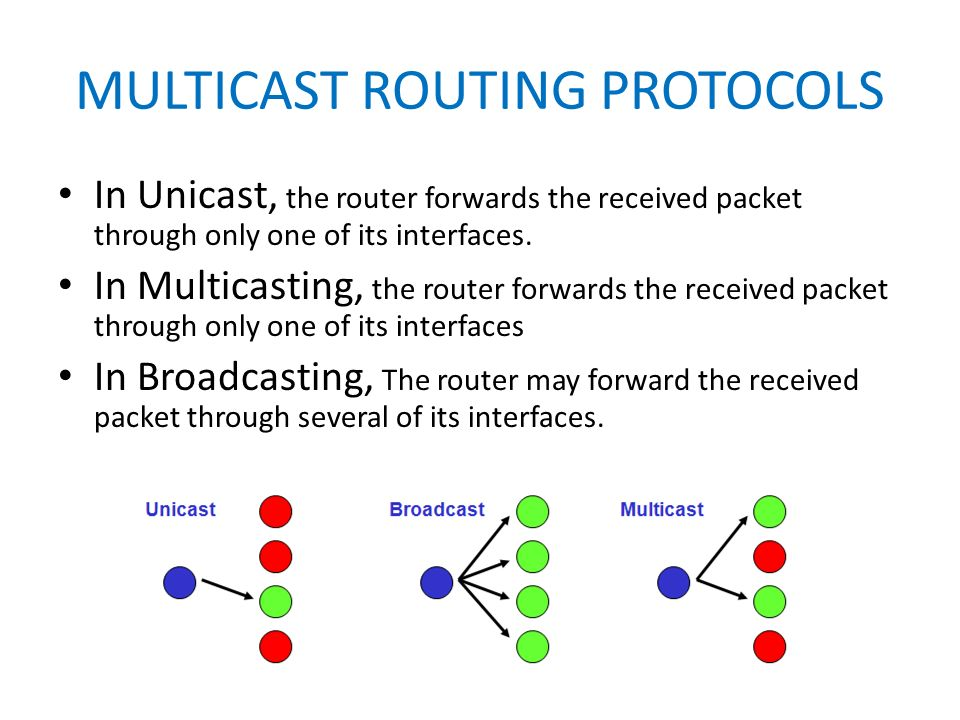 MULTICAST ROUTING PROTOCOLS
• In Unicast, the router forwards the received packet
through only one of its interfaces.
• In Multicasting, the router forwards the received packet
through only one of its interfaces
• In Broadcasting, The router may forward the received
packet through several of its interfaces.
Unicast
Broadcast
Multicast